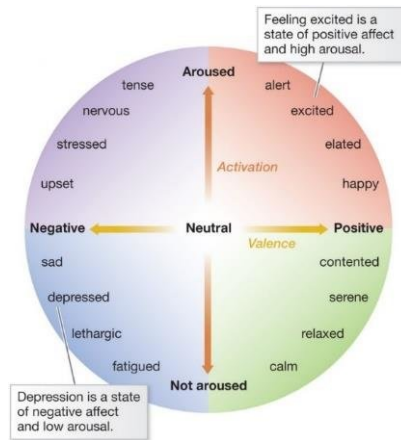 Feeling excited is a
state of positive affect
and high arousal.
Aroused
tense
alert
nervous
excited
stressed
elated
Activation
upset
happy
Negative
Neutral
Positive
Valence
sad
contented
depressed
serene
lethargic
relaxed
fatigued
calm
Not aroused
Depression is a state
of negative affect
and low arousal.